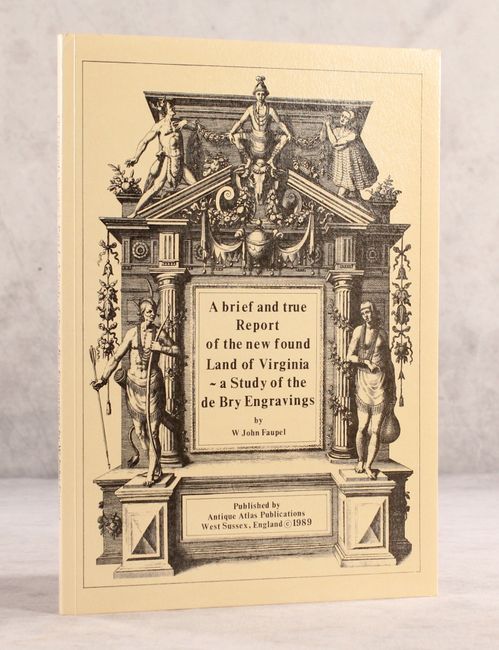 A brief and true
Report
of the new found
Land of Virginia
~ a Study of the
de Bry Engravings
by
W John Faupel
Published by
Antique Atlas Publications
West Sussex, England © 1989